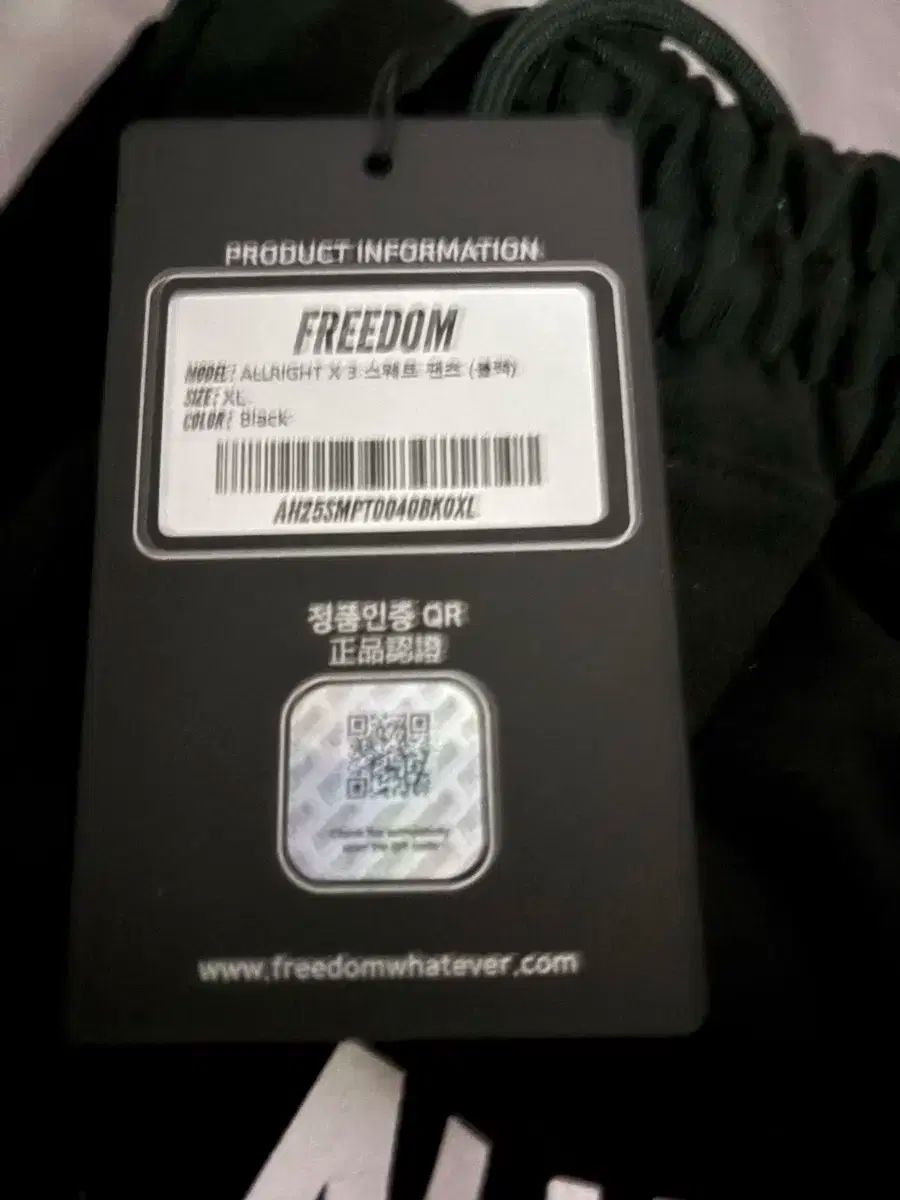 PRODUCT INFORMATION
FREEDOM
MODEL: ALLRIGHT X 3 스웨트 팬츠 (블랙)
SIZE: XL
COLOR: Black
AH25SMPT004BK0XL
정품인증 QR
正品認證
www.freedomwhatever.com